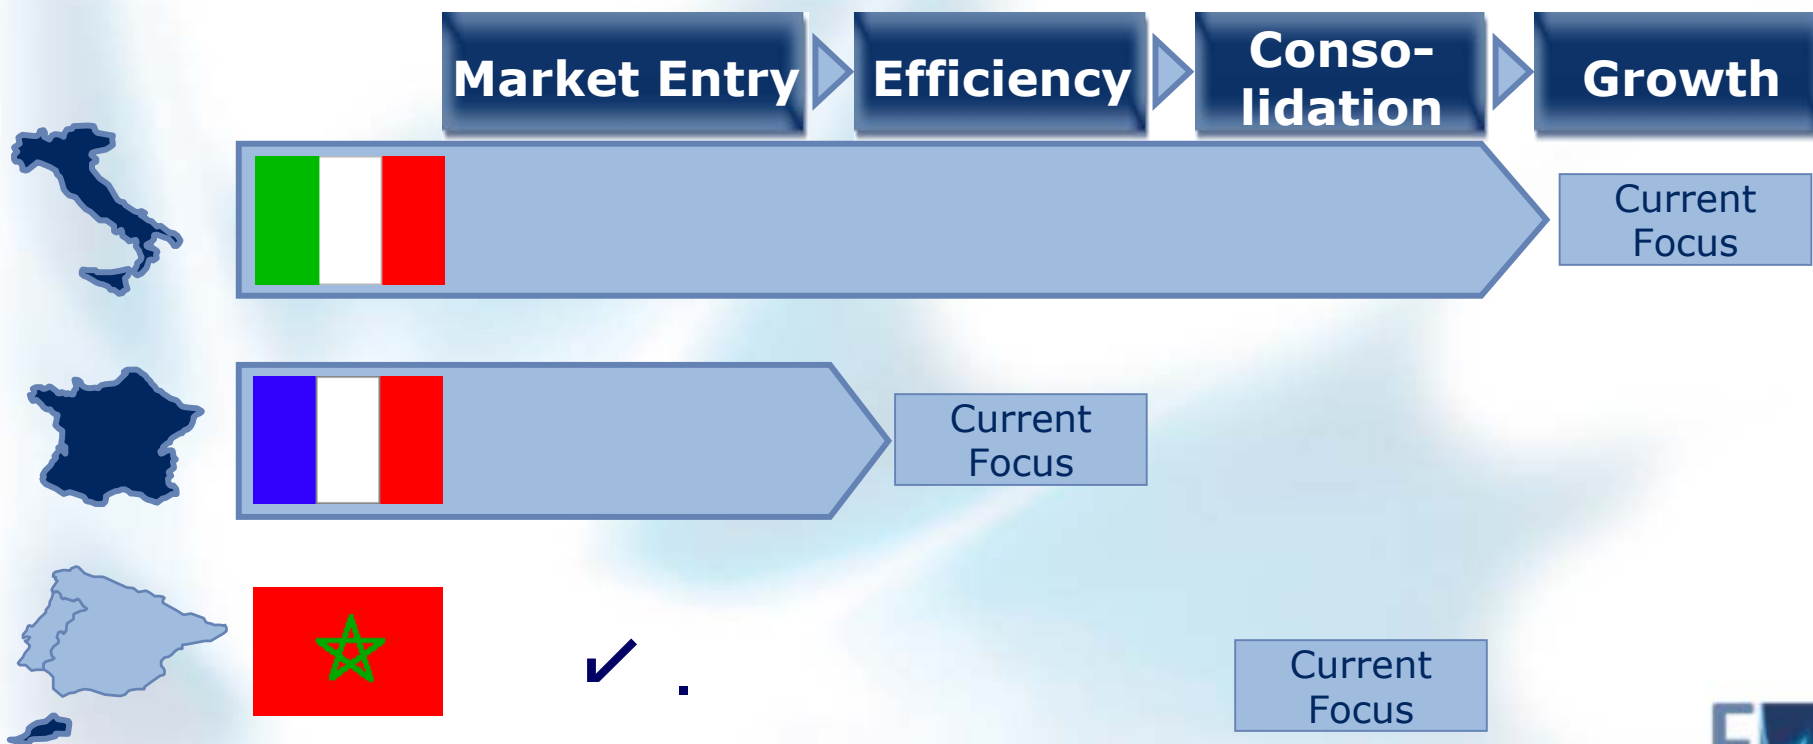 Market Entry
Efficiency
Conso-
lidation
Growth
Current
Focus
Current
Focus
✓ .
Current
Focus